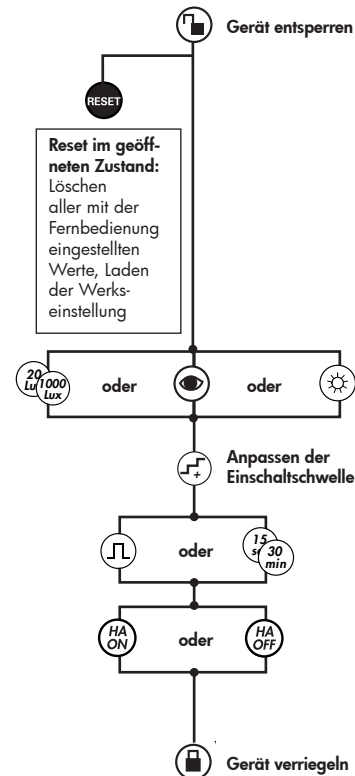 Gerät entsperren
RESET
Reset im geöff-
neten Zustand:
Löschen
aller mit der
Fernbedienung
eingestellten
Werte, Laden
der Werks-
einstellung
20
Lu
1000
Lux
oder
oder
Anpassen der
Einschaltschwelle
oder
15
se
30
min
HA
ON
oder
HA
OFF
Gerät verriegeln